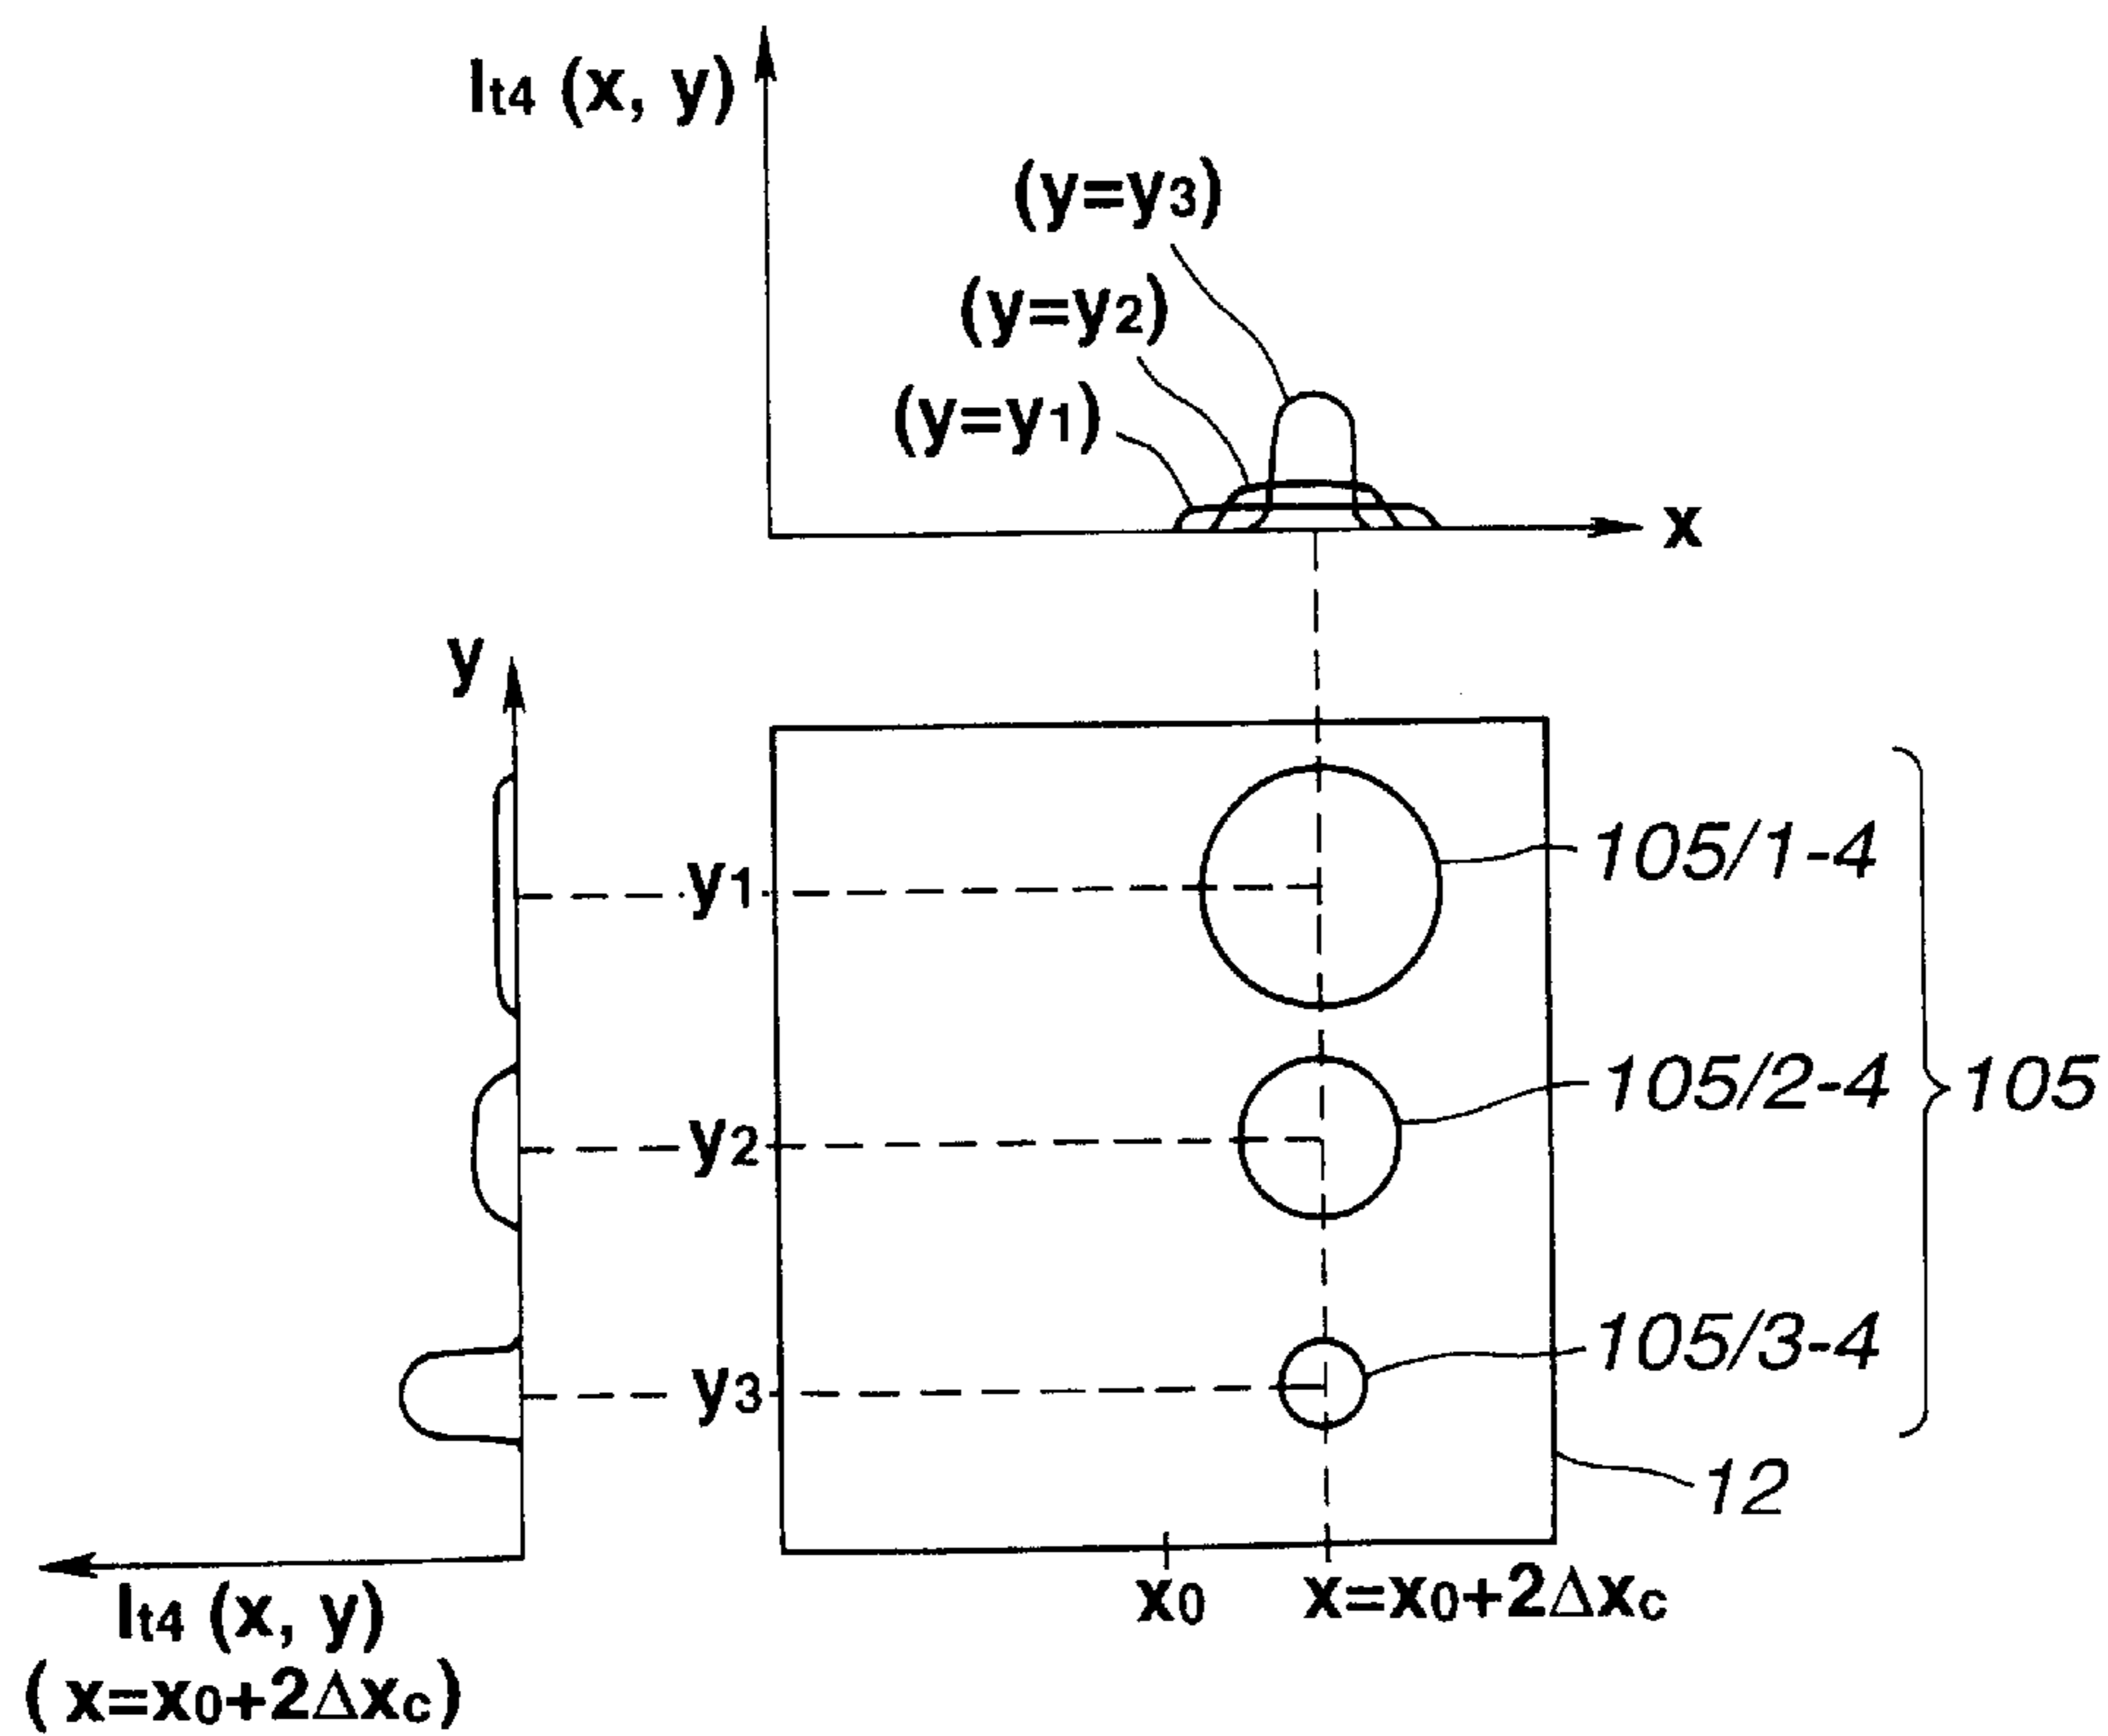 It4 (x, y)
(y=y3)
(y=y2)
(y=y1)
x
y
y1
105/1-4
y2
105/2-4
105
y3
105/3-4
12
x0
x=x0+2Δxc
It4 (x, y)
(x=x0+2Δxc)